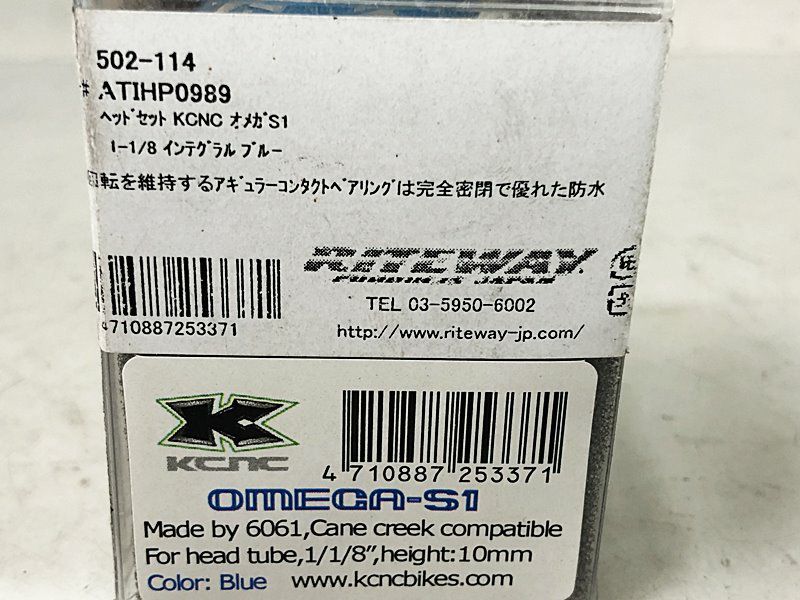 502-114
ATIHP0989
ﾍｯﾄﾞｾｯﾄ KCNC ｵﾒｶﾞS1
1-1/8 ｲﾝﾃｸﾞﾗﾙ ﾌﾞﾙｰ
転を維持するｱｷﾞｭﾗｰｺﾝﾀｸﾄﾍﾞｱﾘﾝｸﾞは完全密閉で優れた防水
RITEWAY
4710887253371
TEL 03-5950-6002
http://www.riteway-jp.com/
K
KCNC
4 710887 253371
OMEGA-S1
Made by 6061,Cane creek compatible
For head tube,1/1/8",height:10mm
Color: Blue www.kcncbikes.com